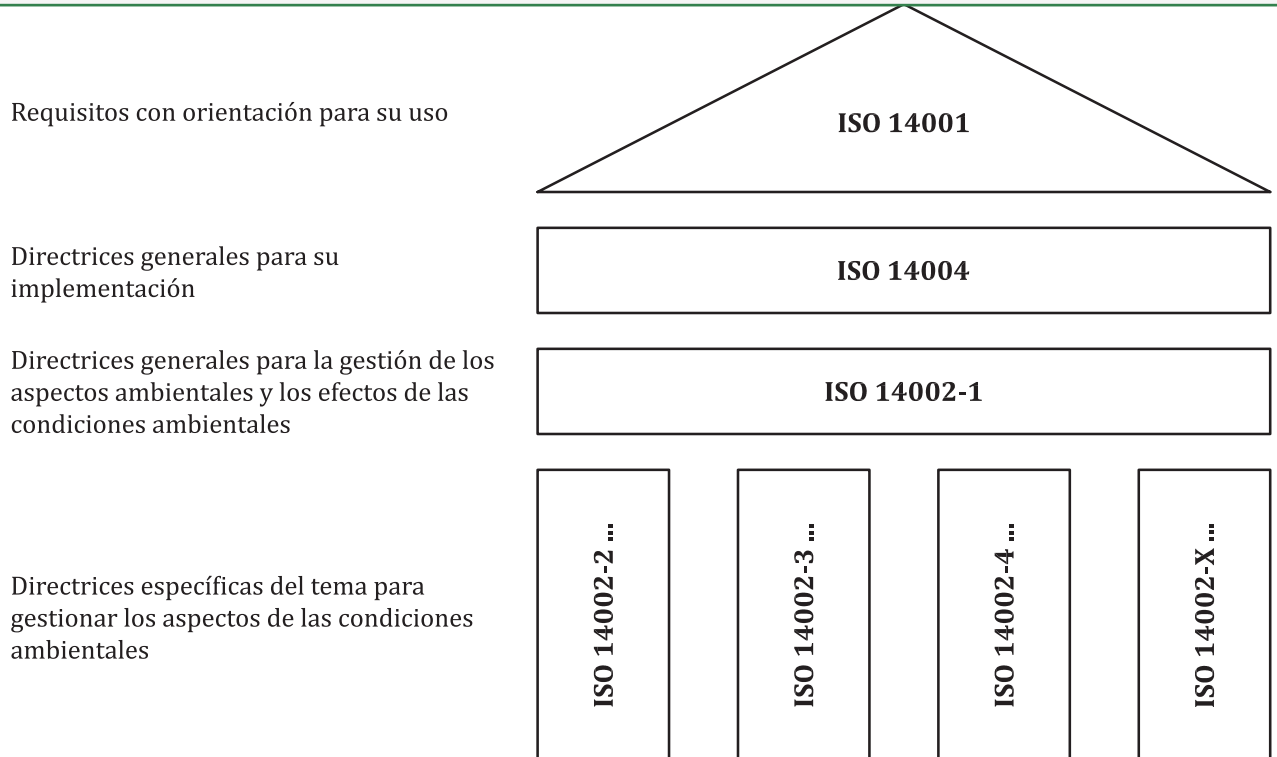 Requisitos con orientación para su uso
ISO 14001
Directrices generales para su
implementación
ISO 14004
Directrices generales para la gestión de los
aspectos ambientales y los efectos de las
condiciones ambientales
ISO 14002-1
Directrices específicas del tema para
gestionar los aspectos de las condiciones
ambientales
ISO 14002-2 ...
ISO 14002-3 ...
ISO 14002-4 ...
ISO 14002-X ...